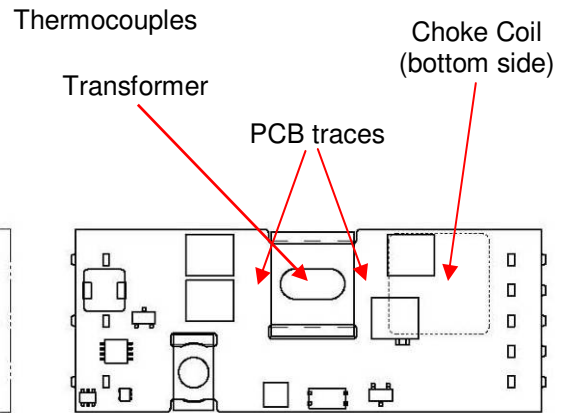 Thermocouples
Choke Coil
(bottom side)
Transformer
PCB traces